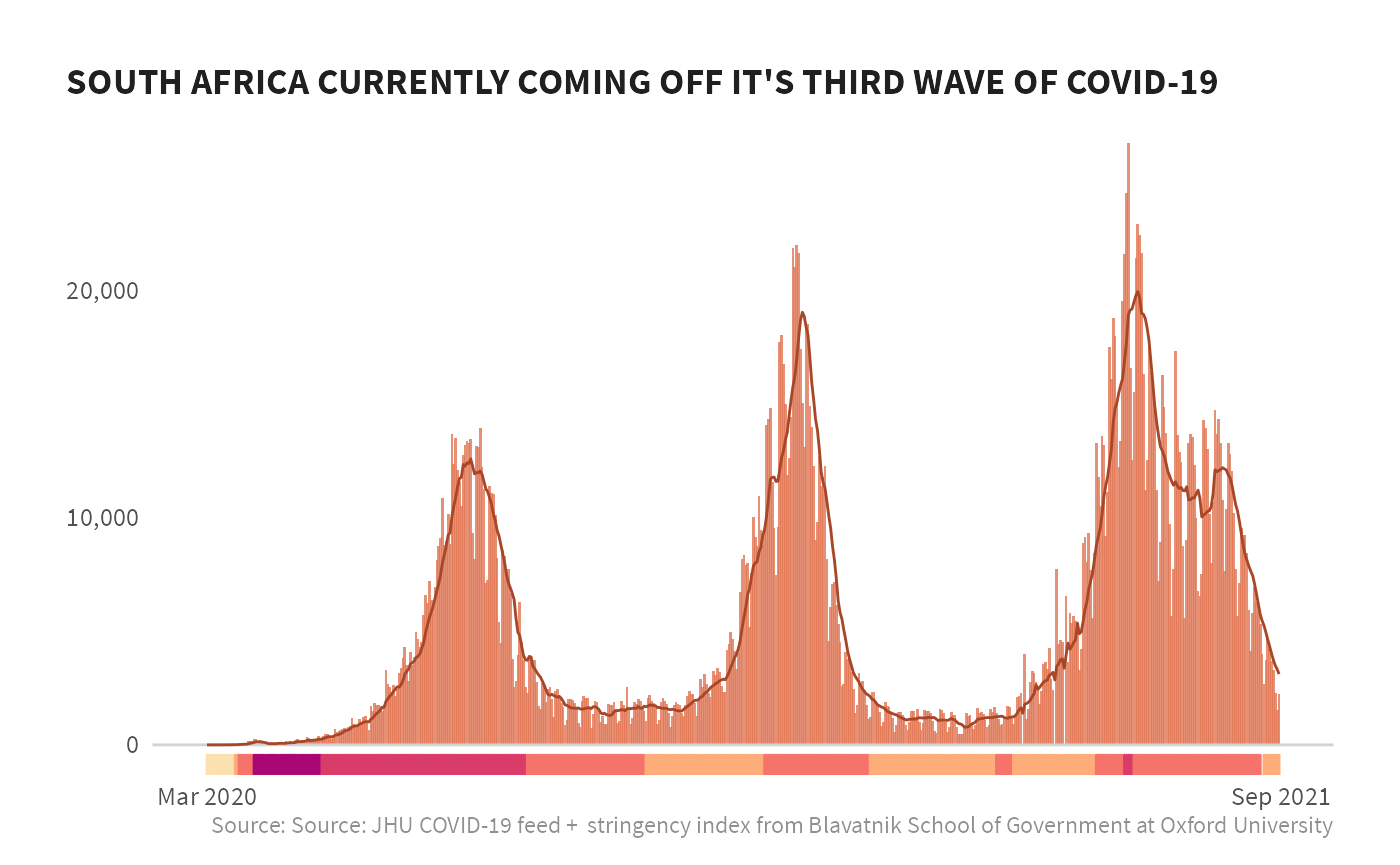 SOUTH AFRICA CURRENTLY COMING OFF IT'S THIRD WAVE OF COVID-19
20,000
10,000
0
Mar 2020
Sep 2021
Source: Source: JHU COVID-19 feed +  stringency index from Blavatnik School of Government at Oxford University